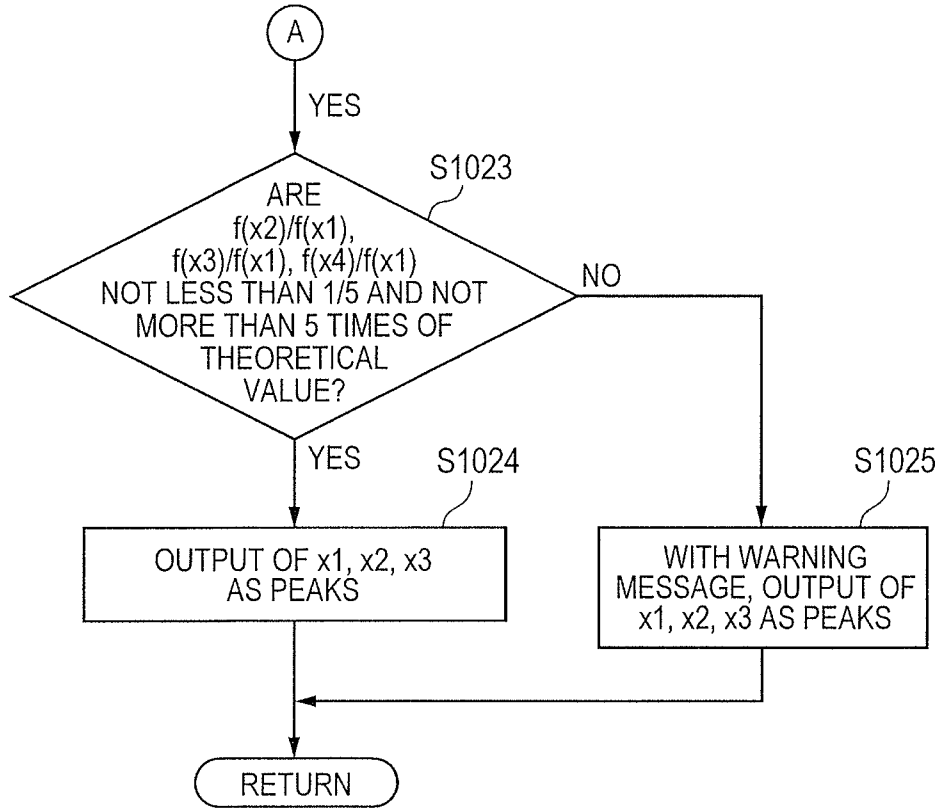 A
YES
S1023
ARE
f(x2)/f(x1),
f(x3)/f(x1), f(x4)/f(x1)
NOT LESS THAN 1/5 AND NOT
MORE THAN 5 TIMES OF
THEORETICAL
VALUE?
NO
YES
S1024
S1025
OUTPUT OF x1, x2, x3
AS PEAKS
WITH WARNING
MESSAGE, OUTPUT OF
x1, x2, x3 AS PEAKS
RETURN